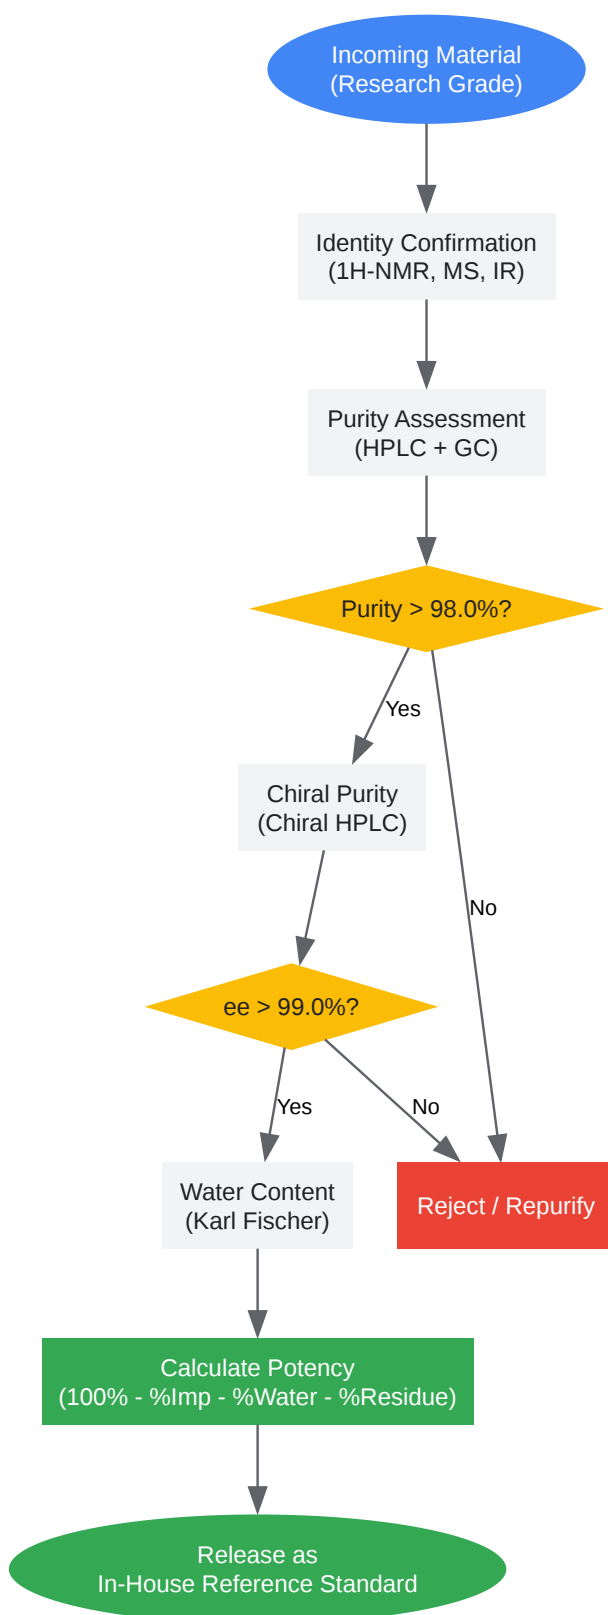 Incoming Material
(Research Grade)
Identity Confirmation
(1H-NMR, MS, IR)
Purity Assessment
(HPLC + GC)
Purity > 98.0%?
Yes
Chiral Purity
(Chiral HPLC)
No
ee > 99.0%?
Yes
No
Water Content
(Karl Fischer)
Reject / Repurify
Calculate Potency
(100% - %Imp - %Water - %Residue)
Release as
In-House Reference Standard